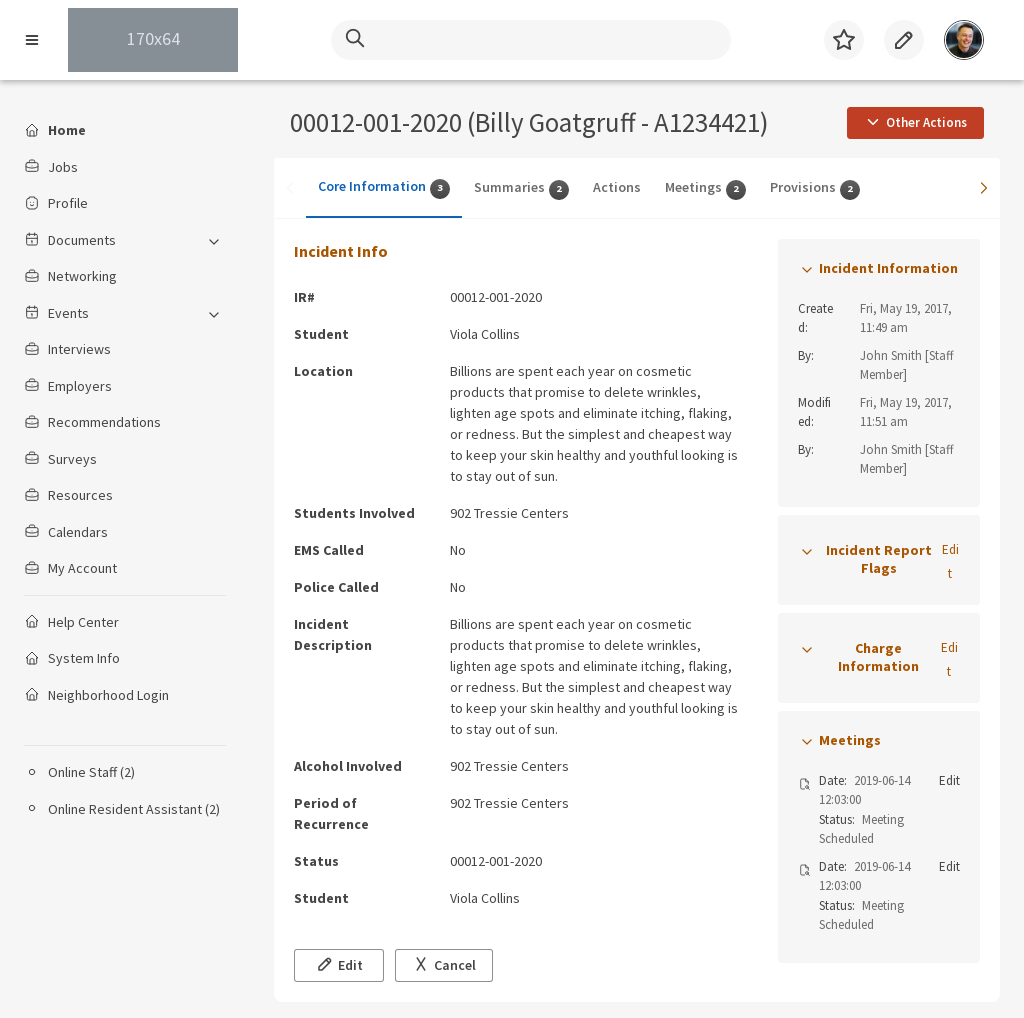 170x64
Home
Jobs
Profile
Documents
Networking
Events
Interviews
Employers
Recommendations
Surveys
Resources
Calendars
My Account
Help Center
System Info
Neighborhood Login
Online Staff (2)
Online Resident Assistant (2)
00012-001-2020 (Billy Goatgruff - A1234421)
Other Actions
Core Information 3
Summaries 2
Actions
Meetings 2
Provisions 2
Incident Info
IR# 00012-001-2020
Student Viola Collins
Location Billions are spent each year on cosmetic
products that promise to delete wrinkles,
lighten age spots and eliminate itching, flaking,
or redness. But the simplest and cheapest way
to keep your skin healthy and youthful looking is
to stay out of sun.
Students Involved 902 Tressie Centers
EMS Called No
Police Called No
Incident Billions are spent each year on cosmetic
Description products that promise to delete wrinkles,
lighten age spots and eliminate itching, flaking,
or redness. But the simplest and cheapest way
to keep your skin healthy and youthful looking is
to stay out of sun.
Alcohol Involved 902 Tressie Centers
Period of 902 Tressie Centers
Recurrence
Status 00012-001-2020
Student Viola Collins
Edit
Cancel
Incident Information
Create Fri, May 19, 2017,
d: 11:49 am
By: John Smith [Staff
Member]
Modifi Fri, May 19, 2017,
ed: 11:51 am
By: John Smith [Staff
Member]
Incident Report Edi
Flags t
Charge Edi
Information t
Meetings
Date: 2019-06-14 Edit
12:03:00
Status: Meeting
Scheduled
Date: 2019-06-14 Edit
12:03:00
Status: Meeting
Scheduled